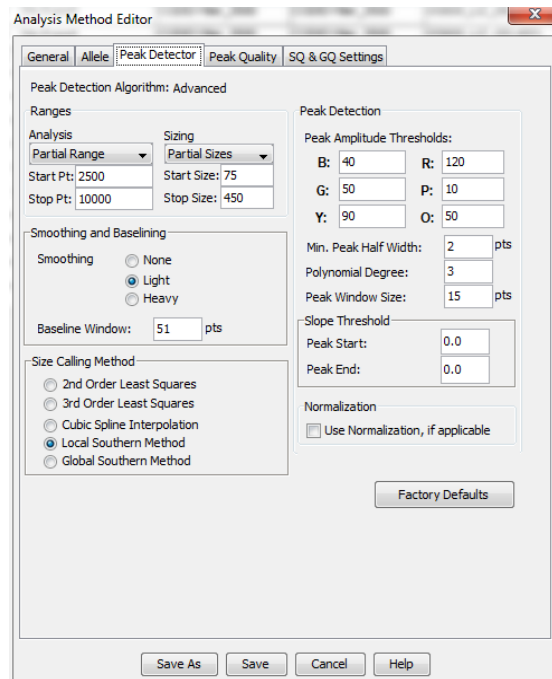 Analysis Method Editor
General Allele Peak Detector Peak Quality SQ & GQ Settings
Peak Detection Algorithm: Advanced
Ranges
Analysis Sizing
Partial Range Partial Sizes
Start Pt: 2500 Start Size: 75
Stop Pt: 10000 Stop Size: 450
Smoothing and Baselining
Smoothing None
Light
Heavy
Baseline Window: 51 pts
Size Calling Method
2nd Order Least Squares
3rd Order Least Squares
Cubic Spline Interpolation
Local Southern Method
Global Southern Method
Peak Detection
Peak Amplitude Thresholds:
B: 40 R: 120
G: 50 P: 10
Y: 90 O: 50
Min. Peak Half Width: 2 pts
Polynomial Degree: 3
Peak Window Size: 15 pts
Slope Threshold
Peak Start: 0.0
Peak End: 0.0
Normalization
Use Normalization, if applicable
Factory Defaults
Save As Save Cancel Help